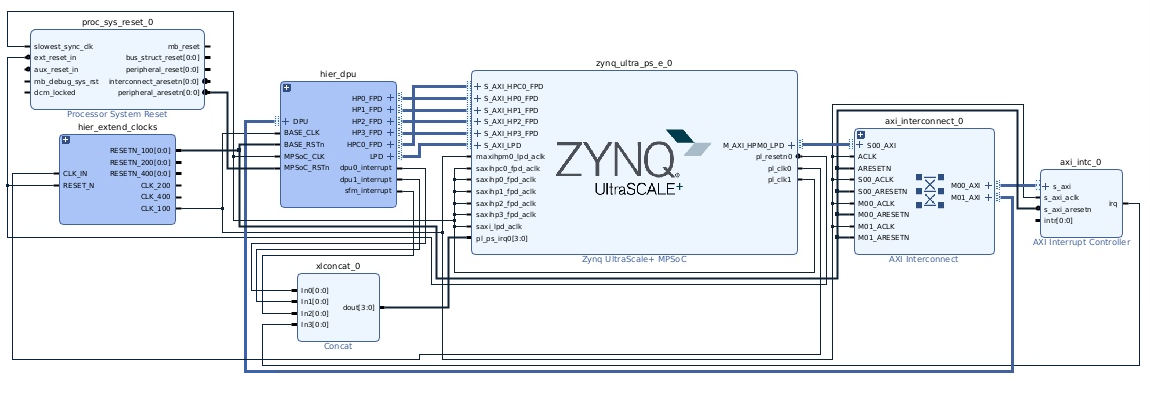 proc_sys_reset_0
slowest_sync_clk
ext_reset_in
aux_reset_in
mb_debug_sys_rst
dcm_locked
mb_reset
bus_struct_reset[0:0]
peripheral_reset[0:0]
interconnect_aresetn[0:0]
peripheral_aresetn[0:0]
Processor System Reset
hier_extend_clocks
CLK_IN
RESET_N
RESETN_100[0:0]
RESETN_200[0:0]
RESETN_400[0:0]
CLK_200
CLK_400
CLK_100
hier_dpu
DPU
BASE_CLK
BASE_RSTn
MPSoC_CLK
MPSoC_RSTn
HP0_FPD
HP1_FPD
HP2_FPD
HP3_FPD
HPC0_FPD
LPD
dpu0_interrupt
dpu1_interrupt
sfm_interrupt
xlconcat_0
In0[0:0]
In1[0:0]
In2[0:0]
In3[0:0]
dout[3:0]
Concat
zynq_ultra_ps_e_0
S_AXI_HPC0_FPD
S_AXI_HP0_FPD
S_AXI_HP1_FPD
S_AXI_HP2_FPD
S_AXI_HP3_FPD
S_AXI_LPD
maxihpm0_lpd_aclk
saxihpc0_fpd_aclk
saxihp0_fpd_aclk
saxihp1_fpd_aclk
saxihp2_fpd_aclk
saxihp3_fpd_aclk
saxi_lpd_aclk
pl_ps_irq0[3:0]
ZYNQ
UltraSCALE+
M_AXI_HPM0_LPD
pl_resetn0
pl_clk0
pl_clk1
Zynq UltraScale+ MPSoC
axi_interconnect_0
S00_AXI
ACLK
ARESETN
S00_ACLK
S00_ARESETN
M00_ACLK
M00_ARESETN
M01_ACLK
M01_ARESETN
M00_AXI
M01_AXI
AXI Interconnect
axi_intc_0
s_axi
s_axi_aclk
s_axi_aresetn
intr[0:0]
irq
AXI Interrupt Controller